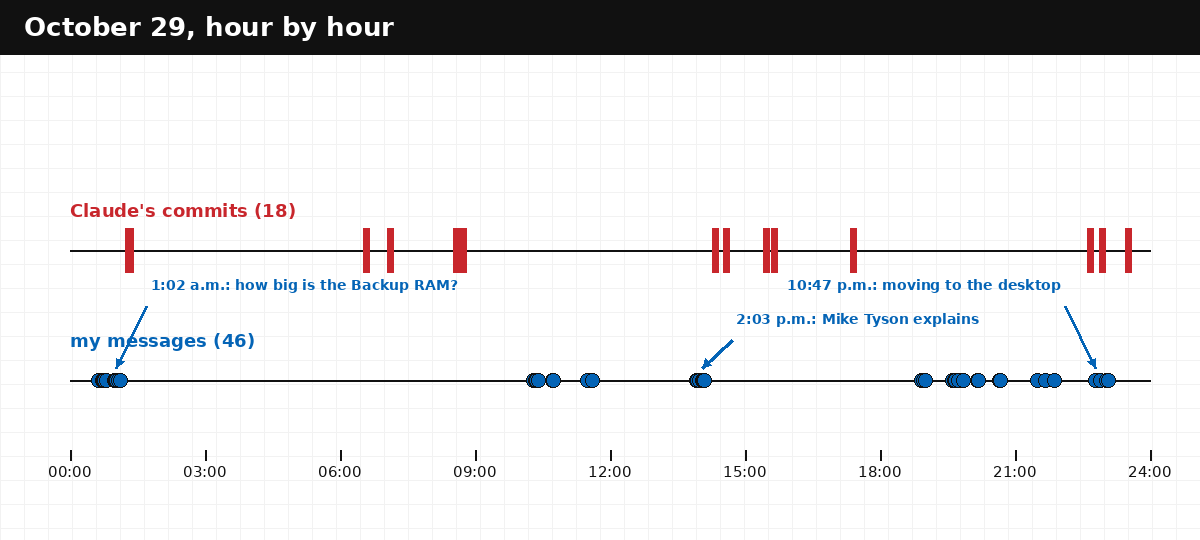 October 29, hour by hour
Claude's commits (18)
1:02 a.m.: how big is the Backup RAM?
10:47 p.m.: moving to the desktop
2:03 p.m.: Mike Tyson explains
my messages (46)
00:00
03:00
06:00
09:00
12:00
15:00
18:00
21:00
24:00